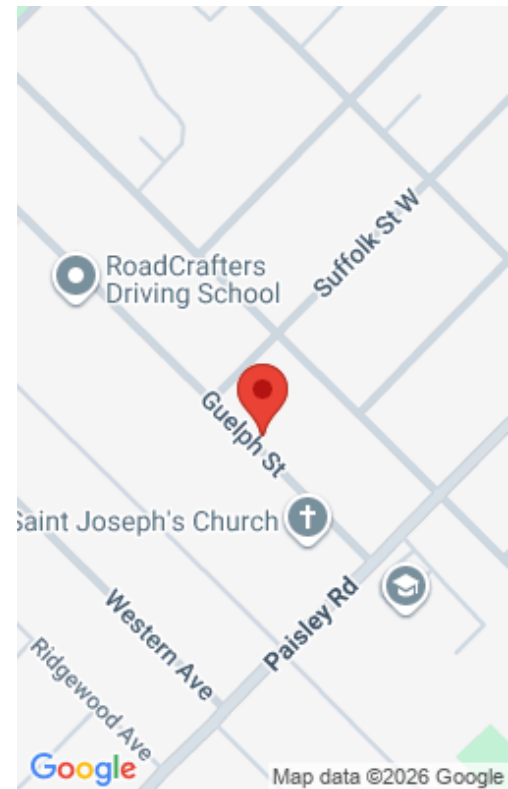 RoadCrafters
Driving School
Suffolk St W
Guelph St
Saint Joseph's Church
Western Ave
Paisley Rd
Ridgewood Ave
Google
Map data ©2026 Google